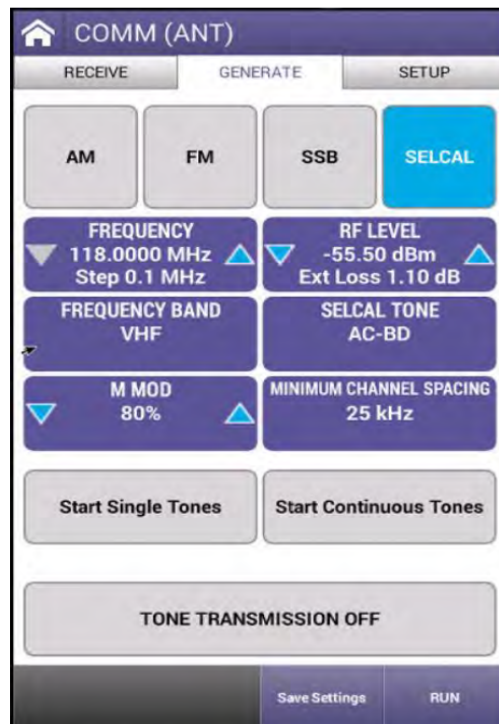 COMM (ANT)
RECEIVE
GENERATE
SETUP
AM
FM
SSB
SELCAL
FREQUENCY
118.0000 MHz
Step 0.1 MHz
RF LEVEL
-55.50 dBm
Ext Loss 1.10 dB
FREQUENCY BAND
VHF
SELCAL TONE
AC-BD
M MOD
80%
MINIMUM CHANNEL SPACING
25 kHz
Start Single Tones
Start Continuous Tones
TONE TRANSMISSION OFF
Save Settings
RUN